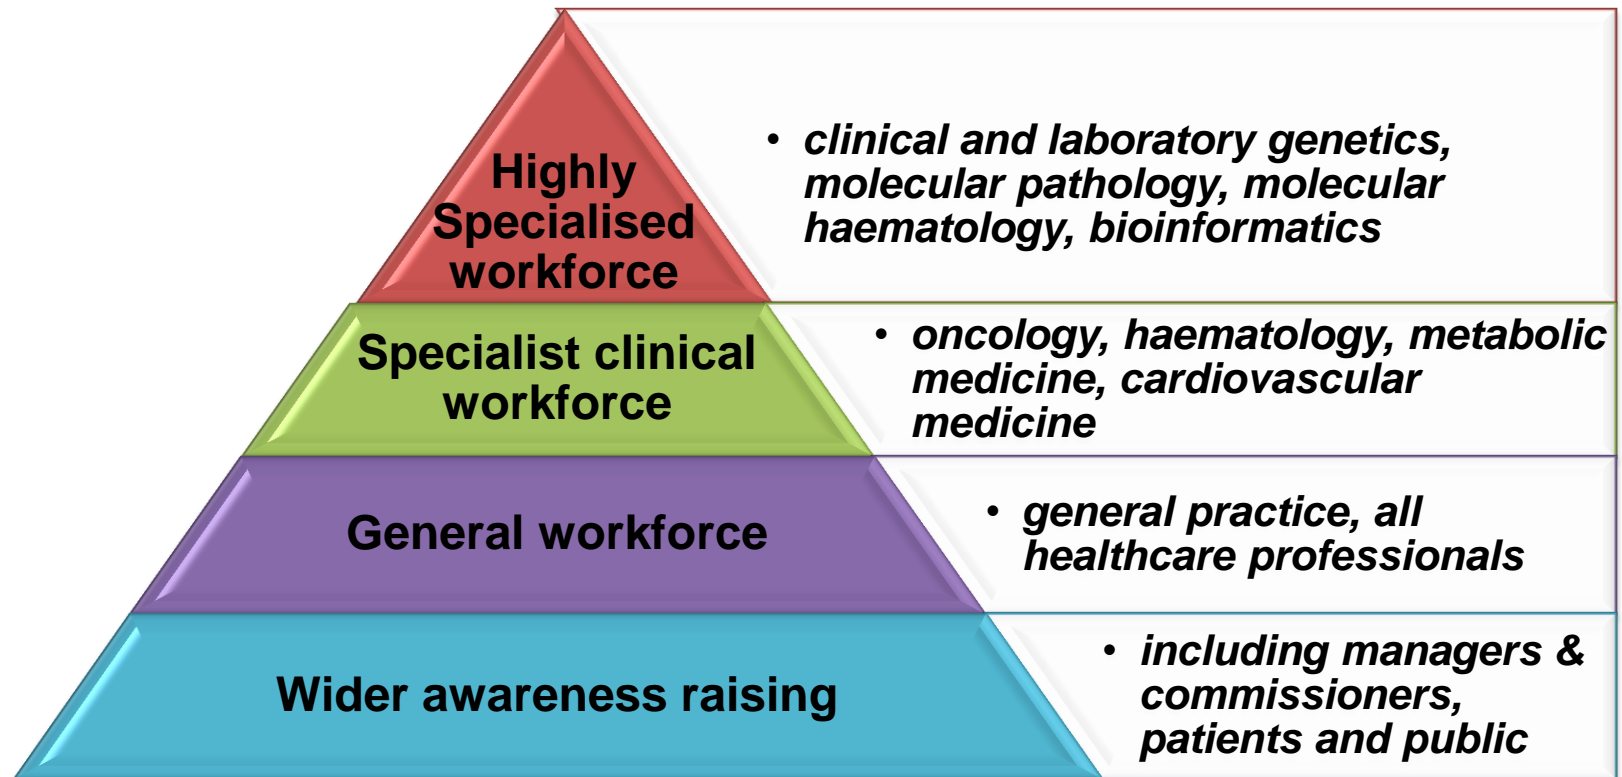 Highly
Specialised
workforce
• clinical and laboratory genetics,
molecular pathology, molecular
haematology, bioinformatics
Specialist clinical
workforce
• oncology, haematology, metabolic
medicine, cardiovascular
medicine
General workforce
• general practice, all
healthcare professionals
Wider awareness raising
• including managers &
commissioners,
patients and public